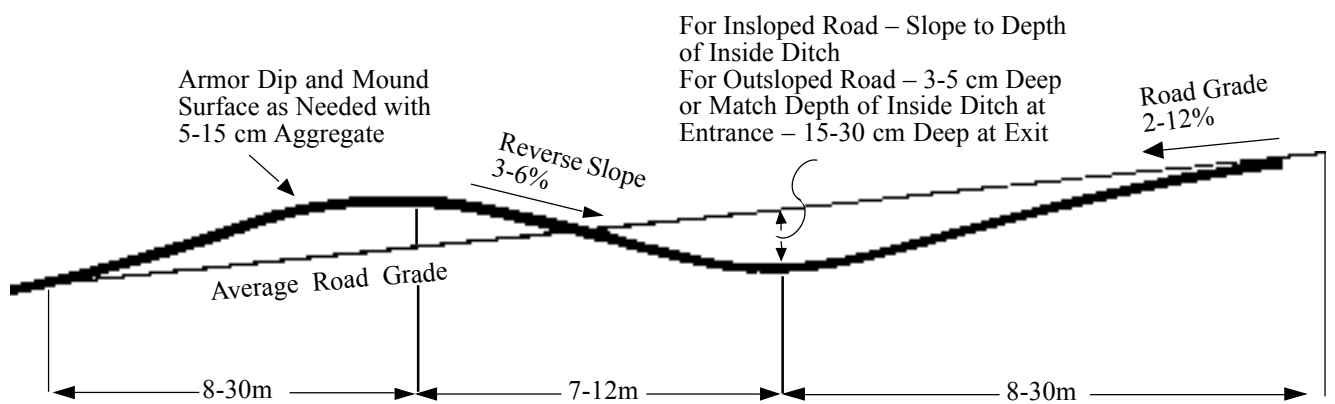 For Insloped Road – Slope to Depth
of Inside Ditch
For Outsloped Road – 3-5 cm Deep
or Match Depth of Inside Ditch at
Entrance – 15-30 cm Deep at Exit
Armor Dip and Mound
Surface as Needed with
5-15 cm Aggregate
Reverse Slope
3-6%
Road Grade
2-12%
Average Road Grade
8-30m
7-12m
8-30m